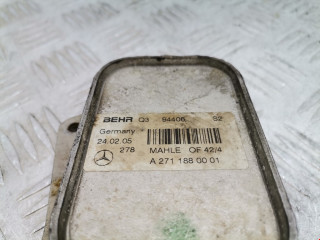 BEHR Q3 94406 S2
Germany
24.02.05
278 MAHLE OF 42/4
A 271 188 00 01